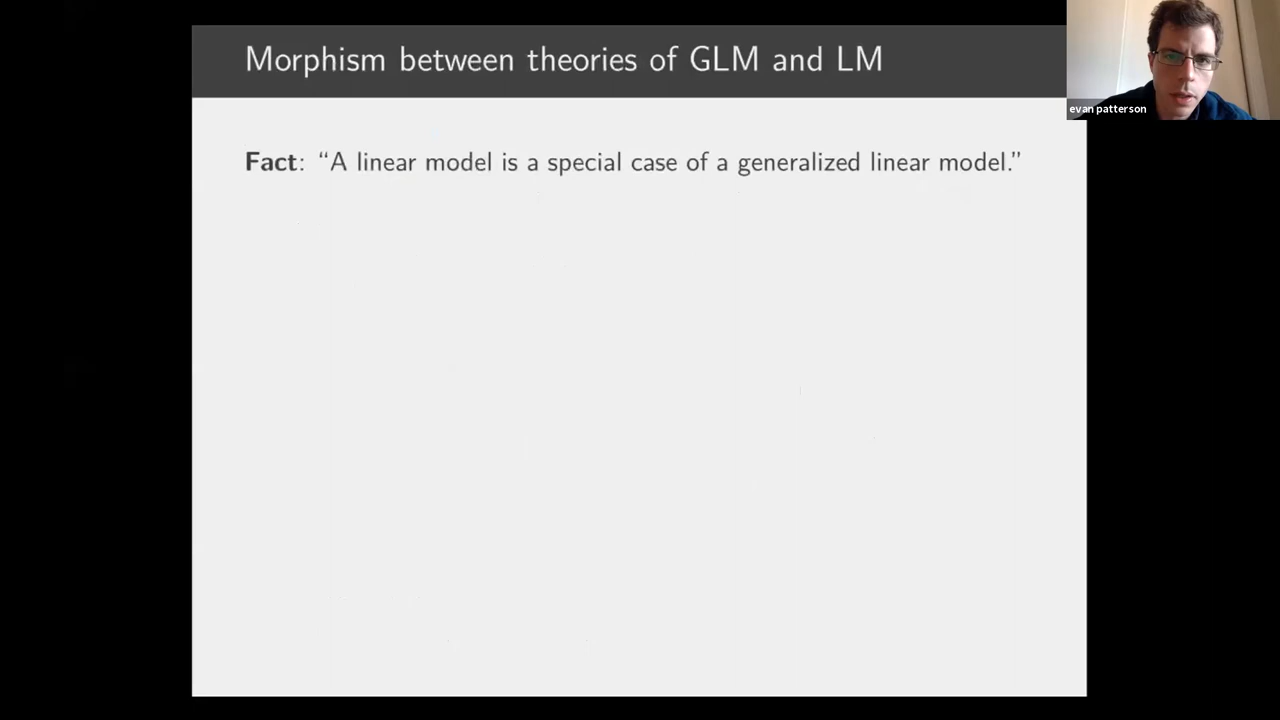 Morphism between theories of GLM and LM
evan patterson
Fact: “A linear model is a special case of a generalized linear model.”